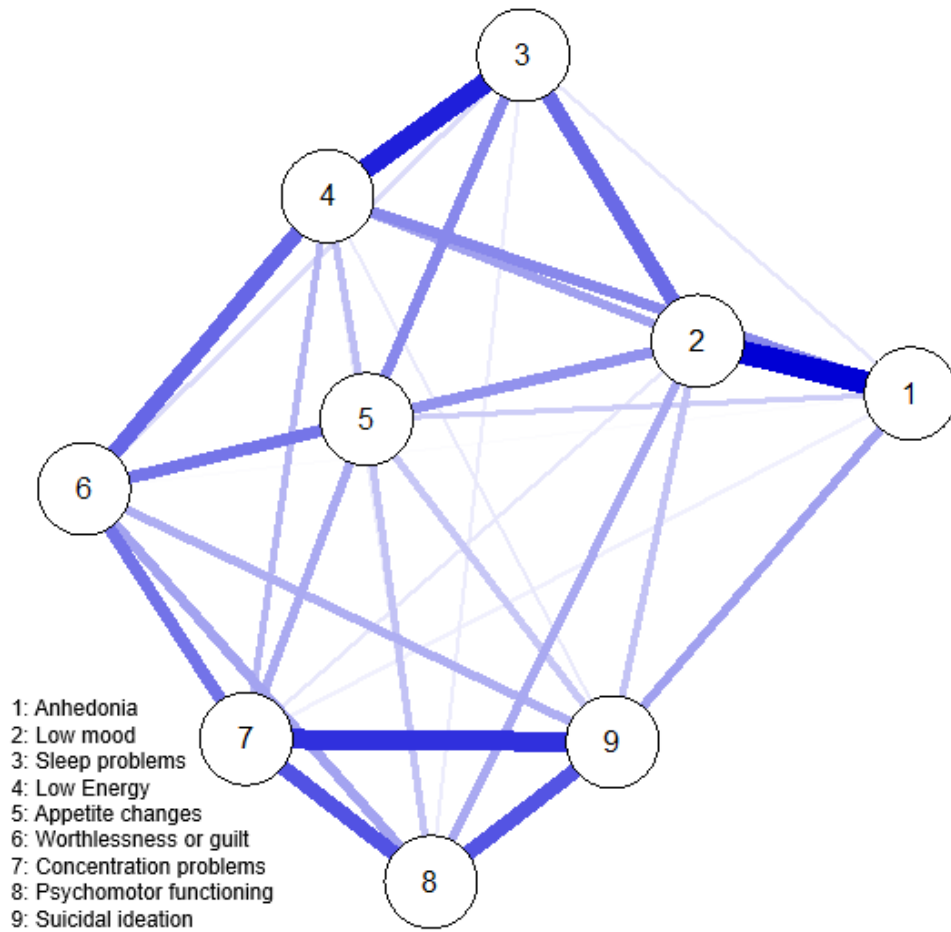 3
4
2
1
5
6
7
9
8
1: Anhedonia
2: Low mood
3: Sleep problems
4: Low Energy
5: Appetite changes
6: Worthlessness or guilt
7: Concentration problems
8: Psychomotor functioning
9: Suicidal ideation